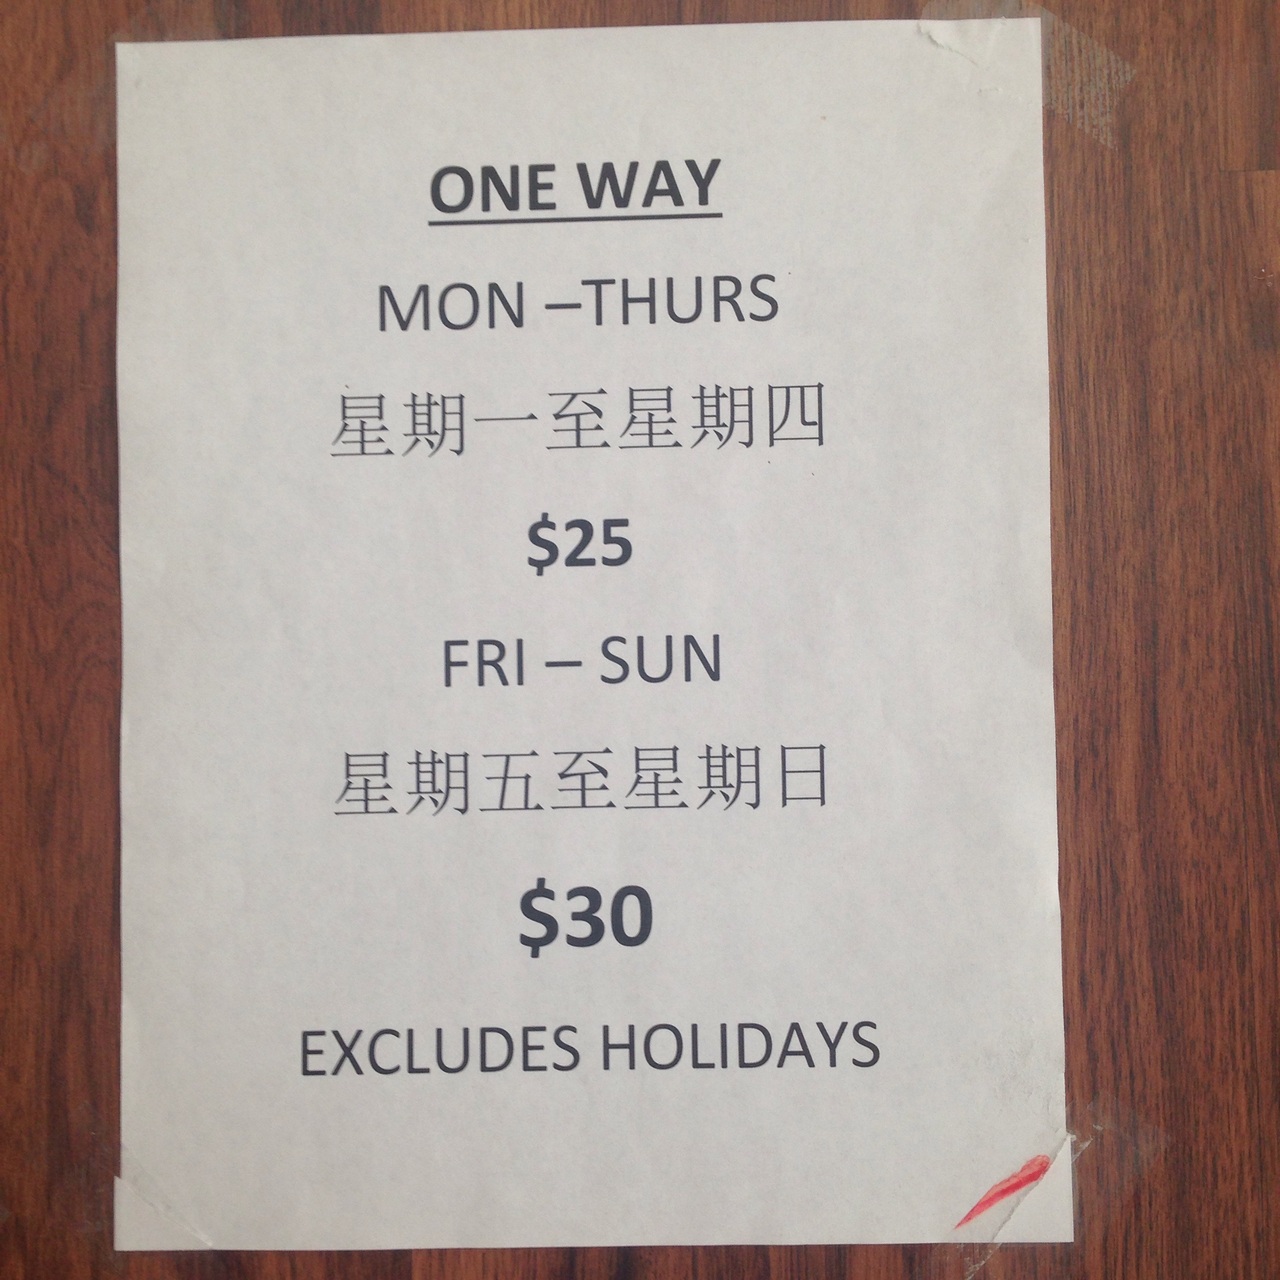 ONE WAY
MON –THURS
星期一至星期四
$25
FRI – SUN
星期五至星期日
$30
EXCLUDES HOLIDAYS